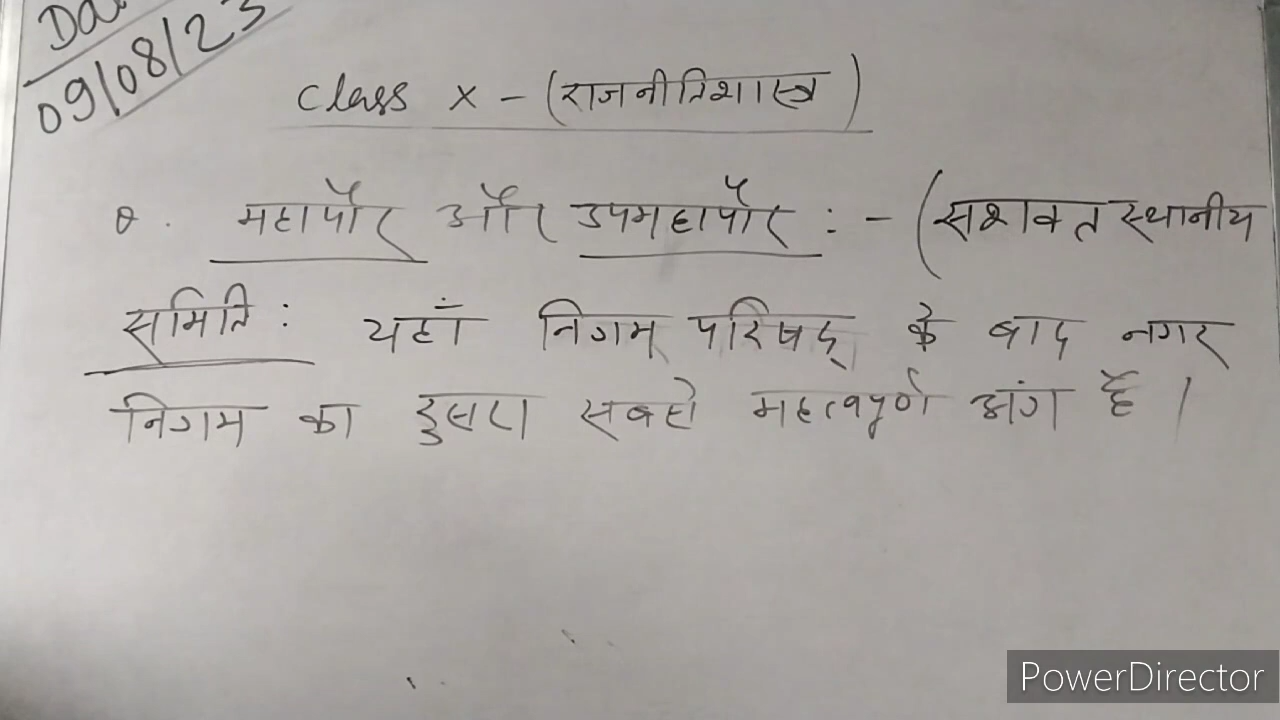 Da
09/08/23
Class X - (राजनीतिशास्त्र)
θ. महापौर और उपमहापौर : - (सशक्त स्थानीय
समिति : यहाँ निगम परिषद् के बाद नगर
निगम का दुसरा सबसे महत्वपूर्ण अंग है।
PowerDirector